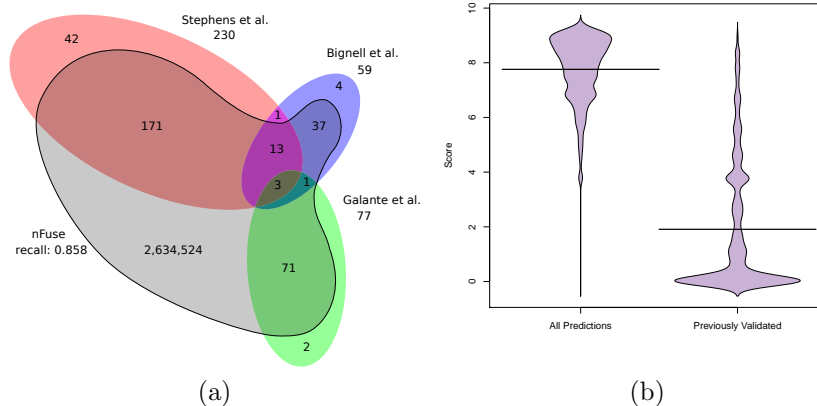 Stephens et al.
230
42
Bignell et al.
59
4
1
37
171
13
3
1
Galante et al.
77
nFuse
recall: 0.858
2,634,524
71
2
(a)
10
8
6
4
2
0
Score
All Predictions
Previously Validated
(b)